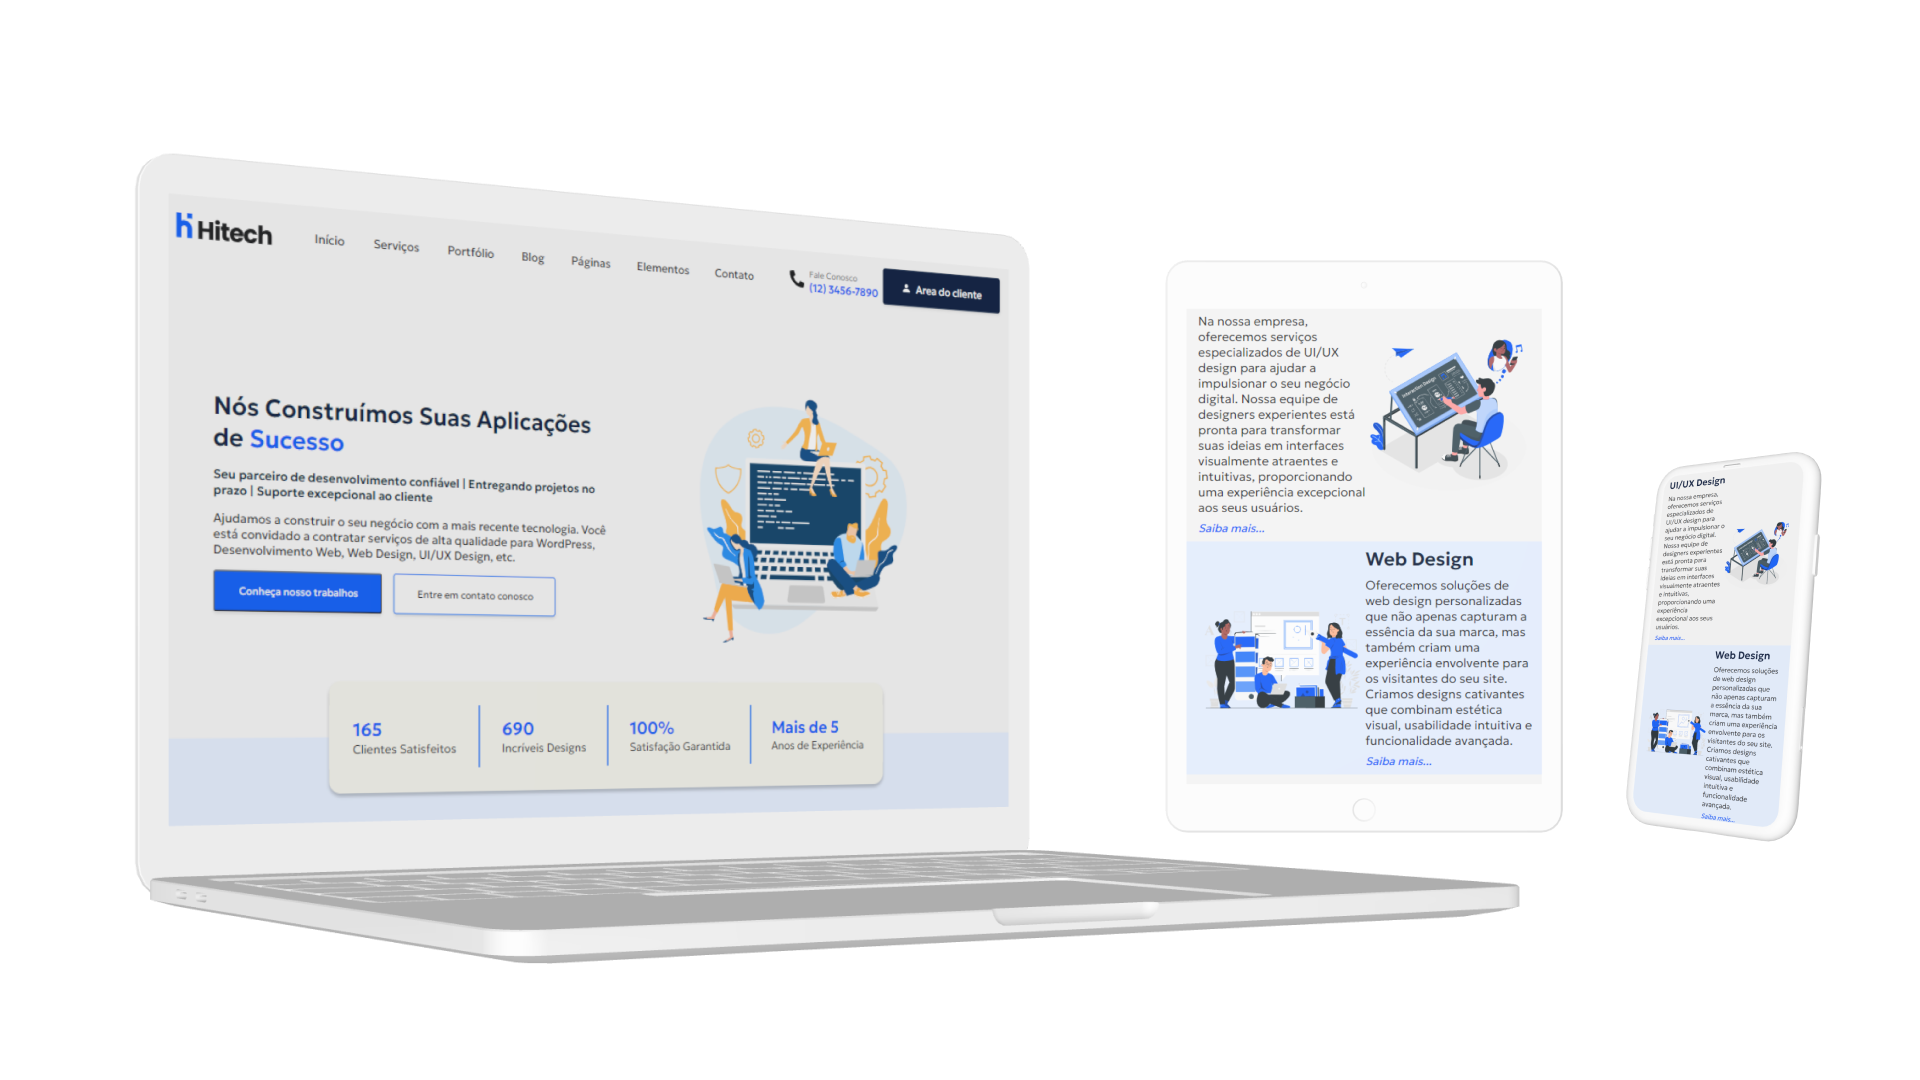 Hitech
Início
Serviços
Portfólio
Blog
Páginas
Elementos
Contato
Fale Conosco
(12) 3456-7890
Area do cliente
Nós Construímos Suas Aplicações
de Sucesso
Seu parceiro de desenvolvimento confiável | Entregando projetos no
prazo | Suporte excepcional ao cliente
Ajudamos a construir o seu negócio com a mais recente tecnologia. Você
está convidado a contratar serviços de alta qualidade para WordPress,
Desenvolvimento Web, Web Design, UI/UX Design, etc.
Conheça nosso trabalhos
Entre em contato conosco
165
Clientes Satisfeitos
690
Incríveis Designs
100%
Satisfação Garantida
Mais de 5
Anos de Experiência
Na nossa empresa,
oferecemos serviços
especializados de UI/UX
design para ajudar a
impulsionar o seu negócio
digital. Nossa equipe de
designers experientes está
pronta para transformar
suas ideias em interfaces
visualmente atraentes e
intuitivas, proporcionando
uma experiência excepcional
aos seus usuários.
Saiba mais...
Interaction Design
Web Design
Oferecemos soluções de
web design personalizadas
que não apenas capturam a
essência da sua marca, mas
também criam uma
experiência envolvente para
os visitantes do seu site.
Criamos designs cativantes
que combinam estética
visual, usabilidade intuitiva e
funcionalidade avançada.
Saiba mais...
UI/UX Design
Na nossa empresa,
oferecemos serviços
especializados de
UI/UX design para
ajudar a impulsionar o
seu negócio digital.
Nossa equipe de
designers experientes
está pronta para
transformar suas
ideias em interfaces
visualmente atraentes
e intuitivas,
proporcionando uma
experiência
excepcional aos seus
usuários.
Saiba mais...
Web Design
Oferecemos soluções
de web design
personalizadas que
não apenas capturam
a essência da sua
marca, mas também
criam uma experiência
envolvente para os
visitantes do seu site.
Criamos designs
cativantes que
combinam estética
visual, usabilidade
intuitiva e
funcionalidade
avançada.
Saiba mais...